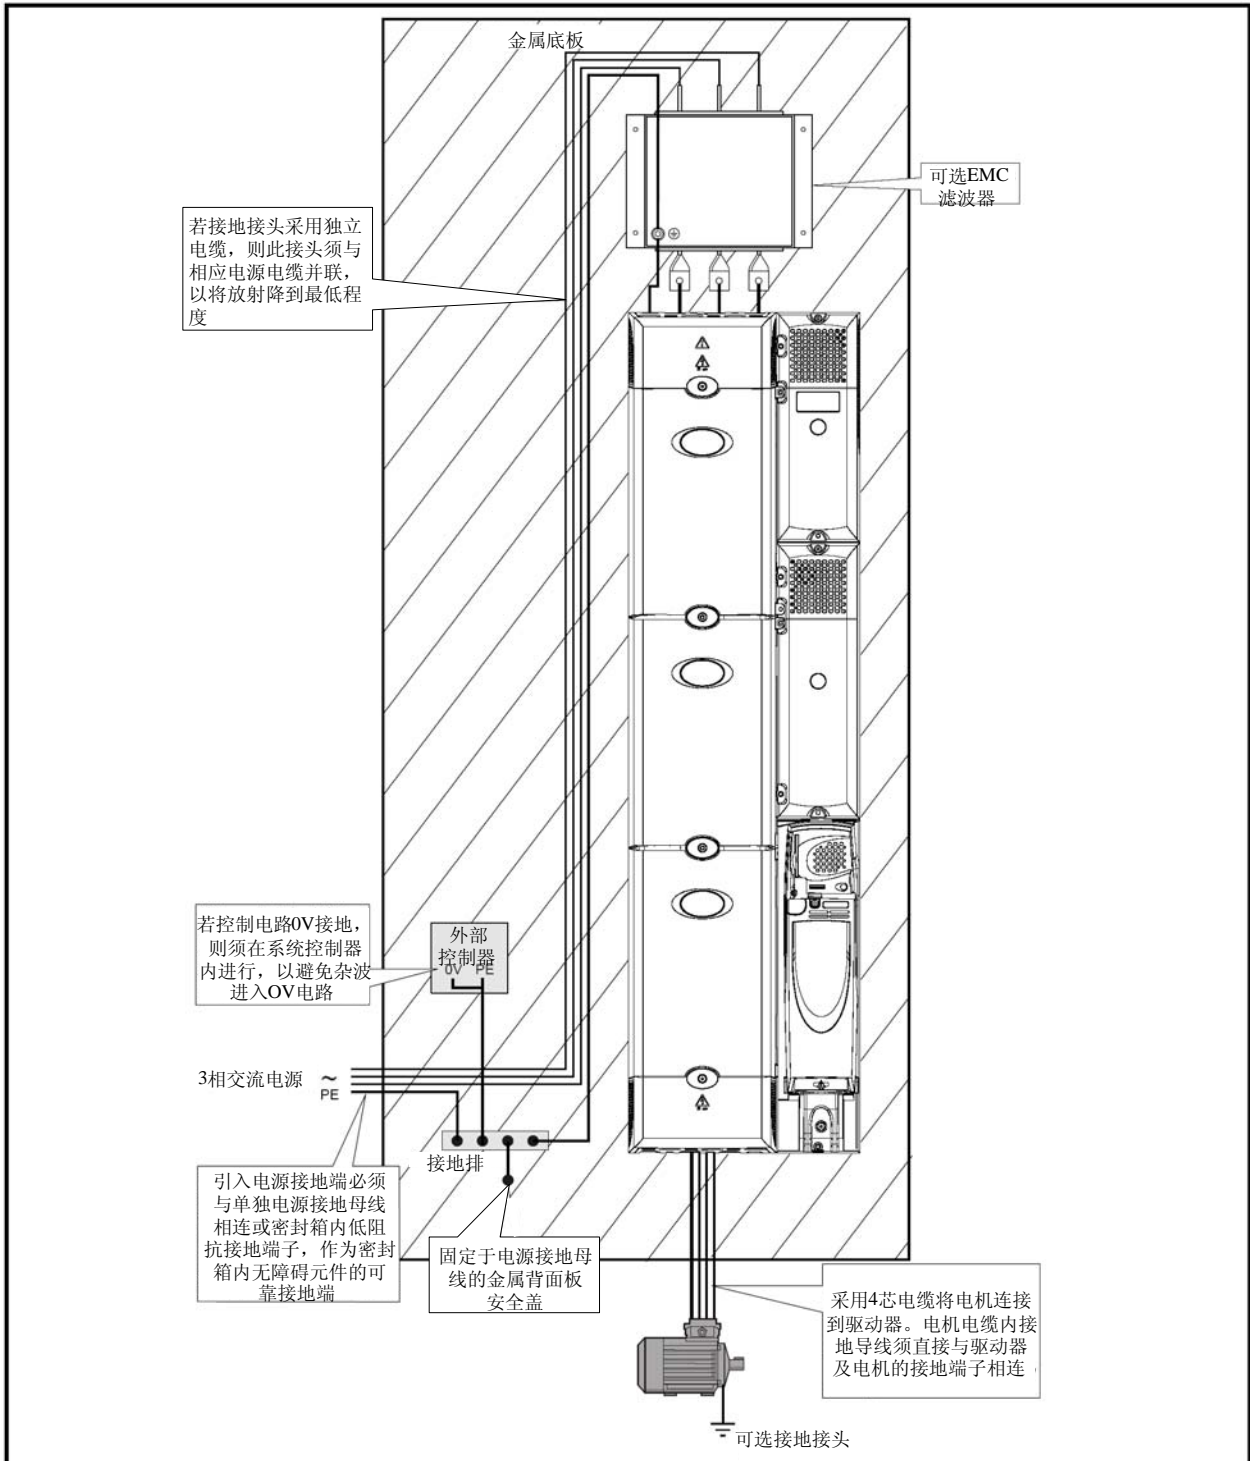 金属底板
可选EMC
滤波器
若接地接头采用独立
电缆，则此接头须与
相应电源电缆并联，
以将放射降到最低程
度
若控制电路0V接地，
则须在系统控制器
内进行，以避免杂波
进入OV电路
外部
控制器
0V PE
3相交流电源
~
PE
接地排
引入电源接地端必须
与单独电源接地母线
相连或密封箱内低阻
抗接地端子，作为密封
箱内无障碍元件的可
靠接地端
固定于电源接地母
线的金属背面板
安全盖
采用4芯电缆将电机连接
到驱动器。电机电缆内接
地导线须直接与驱动器
及电机的接地端子相连
可选接地接头